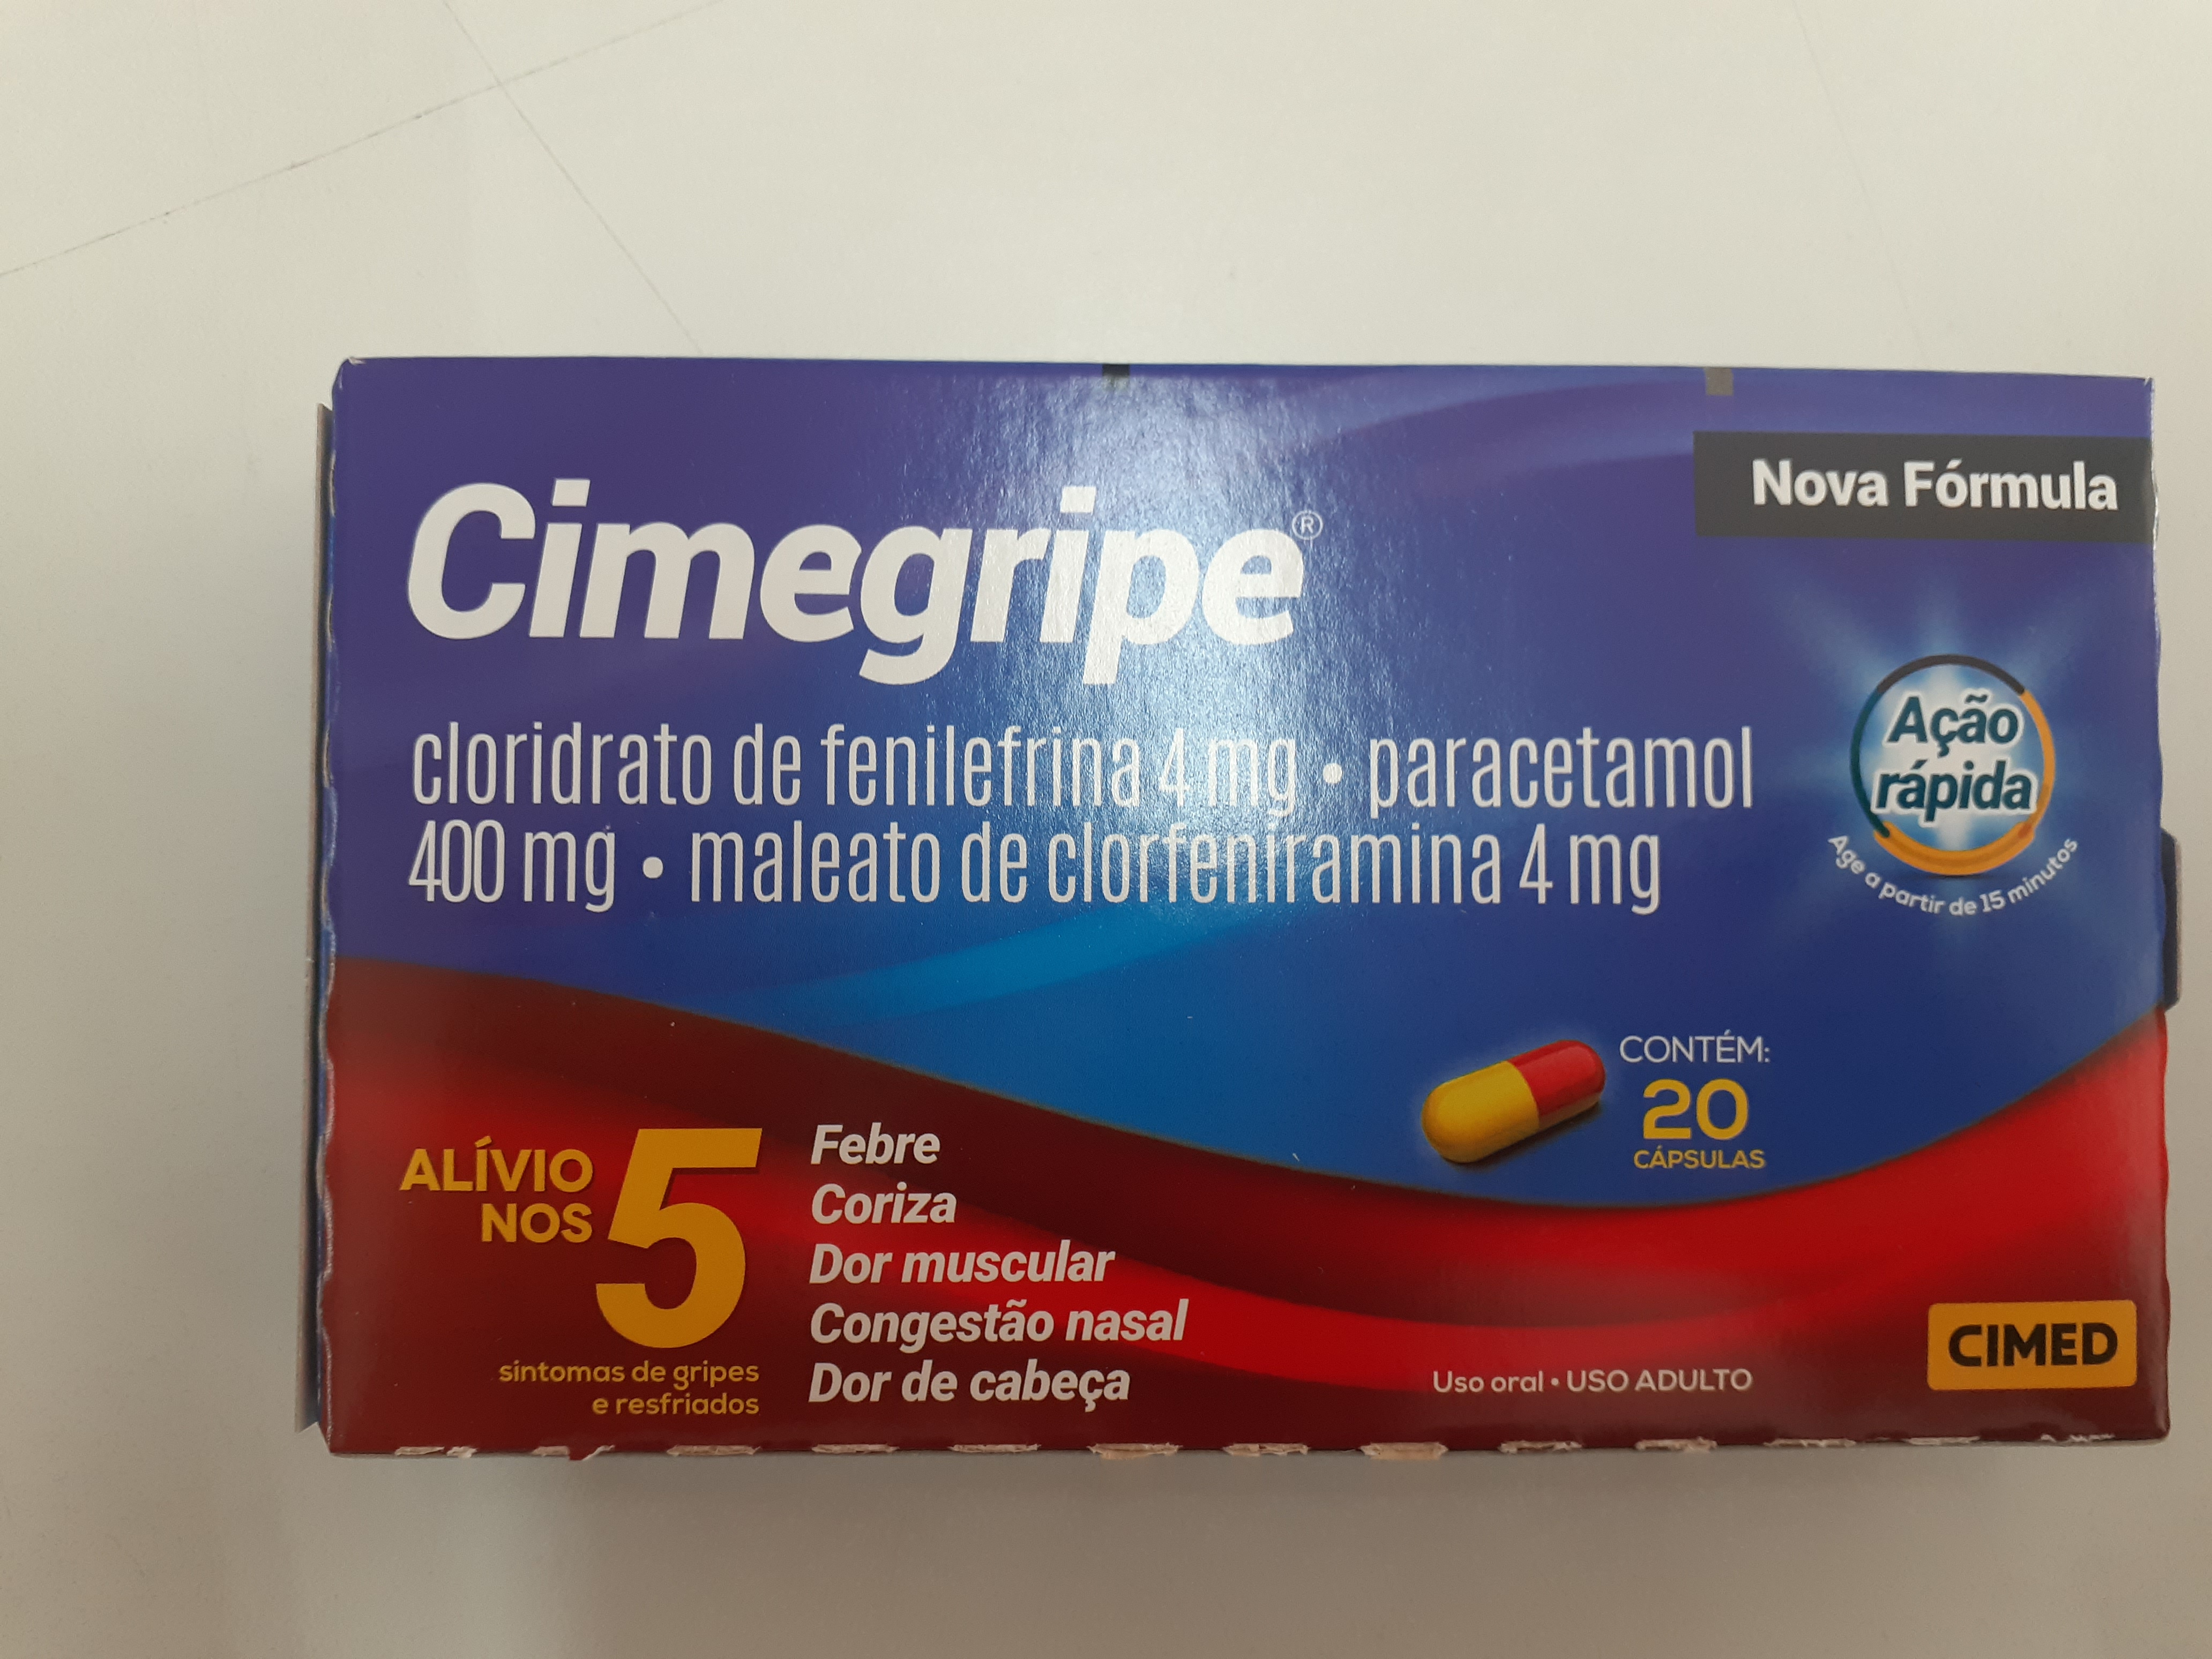 Cimegripe®
Nova Fórmula
cloridrato de fenilefrina 4 mg • paracetamol
400 mg • maleato de clorfeniramina 4 mg
Ação
rápida
Age a partir de 15 minutos
CONTÉM:
20
CÁPSULAS
ALÍVIO
NOS
5
sintomas de gripes
e resfriados
Febre
Coriza
Dor muscular
Congestão nasal
Dor de cabeça
Uso oral • USO ADULTO
CIMED